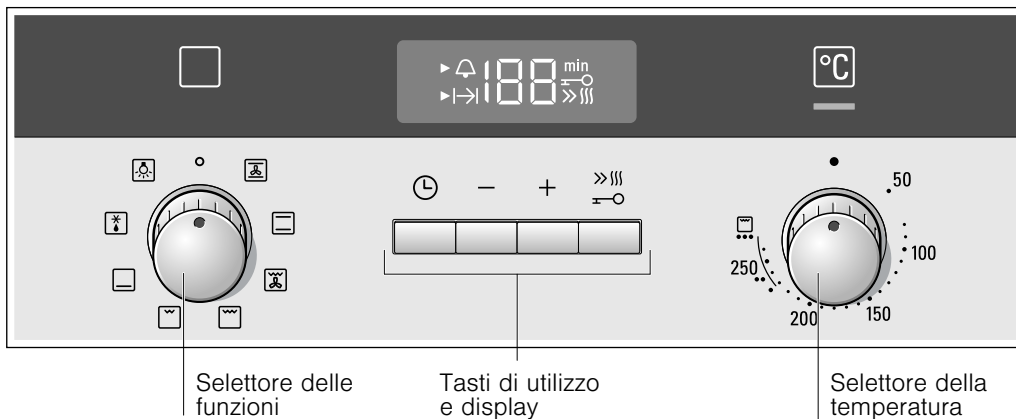 188 min
°C
− +
50
100
150
200
250
Selettore delle
funzioni
Tasti di utilizzo
e display
Selettore della
temperatura